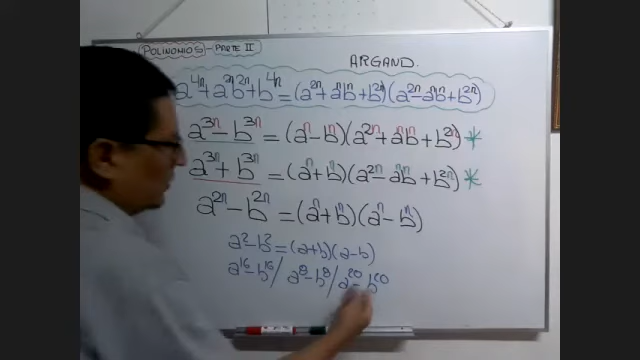 POLINOMIOS - PARTE II
ARGAND.
a⁴ⁿ+a²ⁿb²ⁿ+b⁴ⁿ=(a²ⁿ+aⁿbⁿ+b²ⁿ)(a²ⁿ-aⁿbⁿ+b²ⁿ)
a³ⁿ-b³ⁿ=(aⁿ-bⁿ)(a²ⁿ+aⁿbⁿ+b²ⁿ)*
a³ⁿ+b³ⁿ=(aⁿ+bⁿ)(a²ⁿ-aⁿbⁿ+b²ⁿ)*
a²ⁿ-b²ⁿ=(aⁿ+bⁿ)(aⁿ-bⁿ)
a²-b²=(a+b)(a-b)
a¹⁶-b¹⁶/ a⁸-b⁸/a²⁰-b²⁰